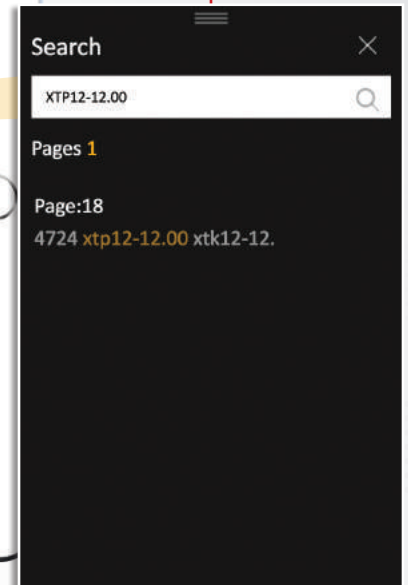 Search
XTP12-12.00
Pages 1
Page:18
4724 xtp12-12.00 xtk12-12.